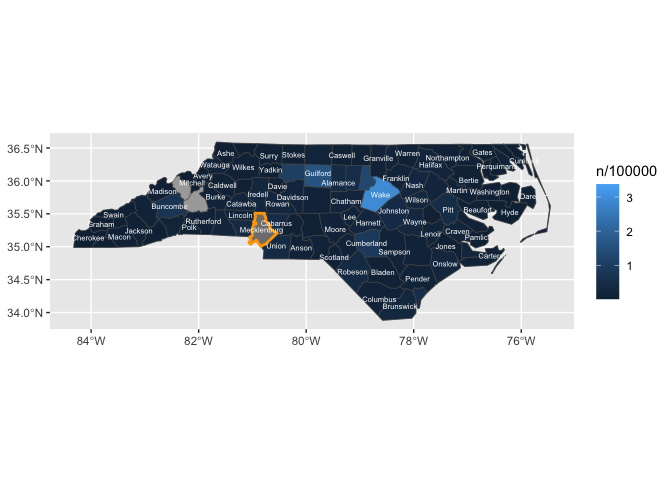 36.5°N
36.0°N
35.5°N
35.0°N
34.5°N
34.0°N
84°W 82°W 80°W 78°W 76°W
n/100000
3
2
1
Ashe Surry Stokes Caswell Granville Warren Northampton Gates
Watauga Wilkes Yadkin Guilford Halifax Perquimans
Avery Mitchell Caldwell Davie Alamance Franklin Nash Bertie
Madison Burke Iredell Davidson Chatham Wake Wilson Martin Washington Dare
Buncombe Catawba Rowan Johnston Pitt Beaufort Hyde
Swain Rutherford Lincoln Cabarrus Lee Harnett Wayne
Graham Jackson Polk Mecklenburg Moore Lenoir Craven Pamlico
Cherokee Macon Union Anson Cumberland Sampson Jones
Scotland Onslow
Robeson Bladen Pender
Columbus
Brunswick